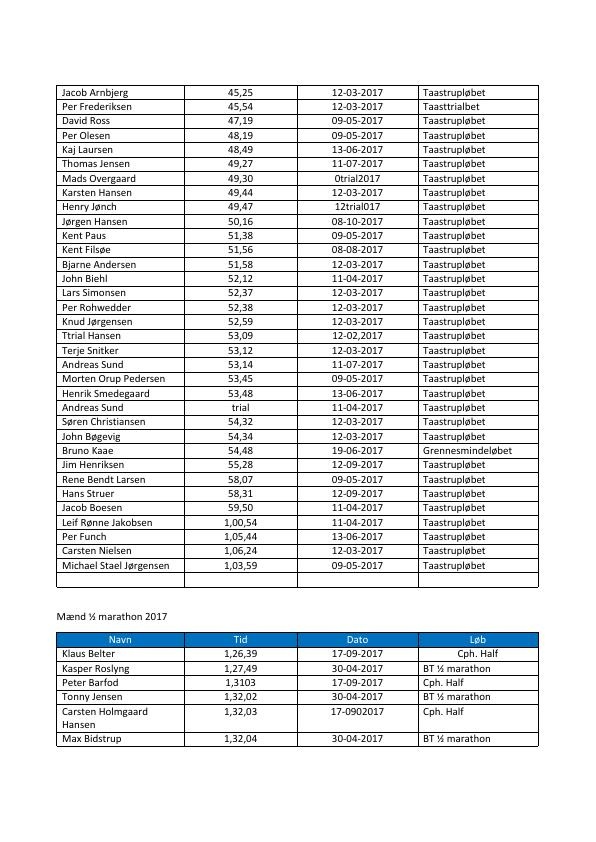 Jacob Arnbjerg 45,25 12-03-2017 Taastrupløbet
Per Frederiksen 45,54 12-03-2017 Taasttrialbet
David Ross 47,19 09-05-2017 Taastrupløbet
Per Olesen 48,19 09-05-2017 Taastrupløbet
Kaj Laursen 48,49 13-06-2017 Taastrupløbet
Thomas Jensen 49,27 11-07-2017 Taastrupløbet
Mads Overgaard 49,30 0trial2017 Taastrupløbet
Karsten Hansen 49,44 12-03-2017 Taastrupløbet
Henry Jønch 49,47 12trial017 Taastrupløbet
Jørgen Hansen 50,16 08-10-2017 Taastrupløbet
Kent Paus 51,38 09-05-2017 Taastrupløbet
Kent Filsøe 51,56 08-08-2017 Taastrupløbet
Bjarne Andersen 51,58 12-03-2017 Taastrupløbet
John Biehl 52,12 11-04-2017 Taastrupløbet
Lars Simonsen 52,37 12-03-2017 Taastrupløbet
Per Rohwedder 52,38 12-03-2017 Taastrupløbet
Knud Jørgensen 52,59 12-03-2017 Taastrupløbet
Ttrial Hansen 53,09 12-02,2017 Taastrupløbet
Terje Snitker 53,12 12-03-2017 Taastrupløbet
Andreas Sund 53,14 11-07-2017 Taastrupløbet
Morten Orup Pedersen 53,45 09-05-2017 Taastrupløbet
Henrik Smedegaard 53,48 13-06-2017 Taastrupløbet
Andreas Sund trial 11-04-2017 Taastrupløbet
Søren Christiansen 54,32 12-03-2017 Taastrupløbet
John Bøgevig 54,34 12-03-2017 Taastrupløbet
Bruno Kaae 54,48 19-06-2017 Grennesmindeløbet
Jim Henriksen 55,28 12-09-2017 Taastrupløbet
Rene Bendt Larsen 58,07 09-05-2017 Taastrupløbet
Hans Struer 58,31 12-09-2017 Taastrupløbet
Jacob Boesen 59,50 11-04-2017 Taastrupløbet
Leif Rønne Jakobsen 1,00,54 11-04-2017 Taastrupløbet
Per Funch 1,05,44 13-06-2017 Taastrupløbet
Carsten Nielsen 1,06,24 12-03-2017 Taastrupløbet
Michael Stael Jørgensen 1,03,59 09-05-2017 Taastrupløbet
Mænd ½ marathon 2017
Navn Tid Dato Løb
Klaus Belter 1,26,39 17-09-2017 Cph. Half
Kasper Roslyng 1,27,49 30-04-2017 BT ½ marathon
Peter Barfod 1,3103 17-09-2017 Cph. Half
Tonny Jensen 1,32,02 30-04-2017 BT ½ marathon
Carsten Holmgaard 1,32,03 17-0902017 Cph. Half
Hansen
Max Bidstrup 1,32,04 30-04-2017 BT ½ marathon